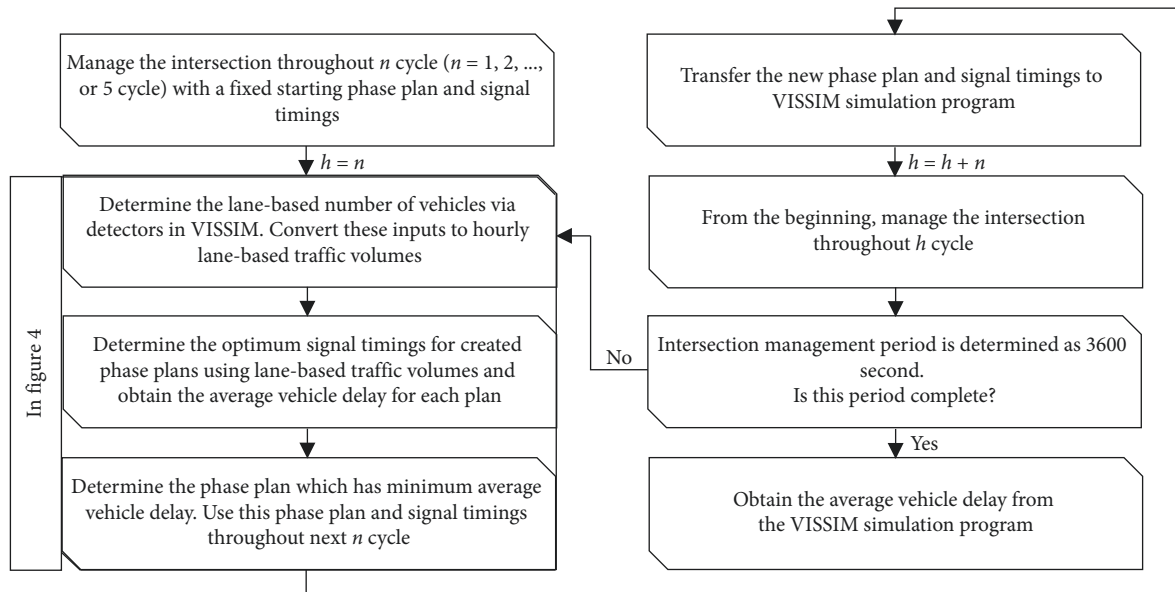 Manage the intersection throughout n cycle (n = 1, 2, ...,
or 5 cycle) with a fixed starting phase plan and signal
timings
h = n
In figure 4
Determine the lane-based number of vehicles via
detectors in VISSIM. Convert these inputs to hourly
lane-based traffic volumes
Determine the optimum signal timings for created
phase plans using lane-based traffic volumes and
obtain the average vehicle delay for each plan
Determine the phase plan which has minimum average
vehicle delay. Use this phase plan and signal timings
throughout next n cycle
Transfer the new phase plan and signal timings to
VISSIM simulation program
h = h + n
From the beginning, manage the intersection
throughout h cycle
Intersection management period is determined as 3600
second.
Is this period complete?
No
Yes
Obtain the average vehicle delay from
the VISSIM simulation program